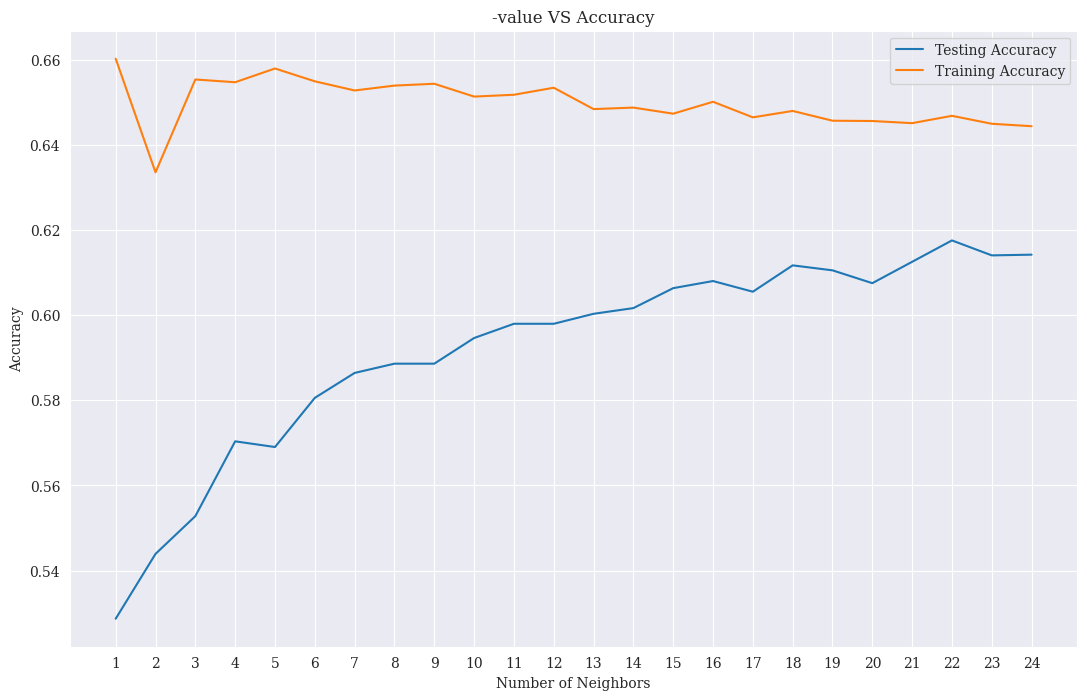 -value VS Accuracy
Testing Accuracy
Training Accuracy
Accuracy
0.66
0.64
0.62
0.60
0.58
0.56
0.54
1 2 3 4 5 6 7 8 9 10 11 12 13 14 15 16 17 18 19 20 21 22 23 24
Number of Neighbors